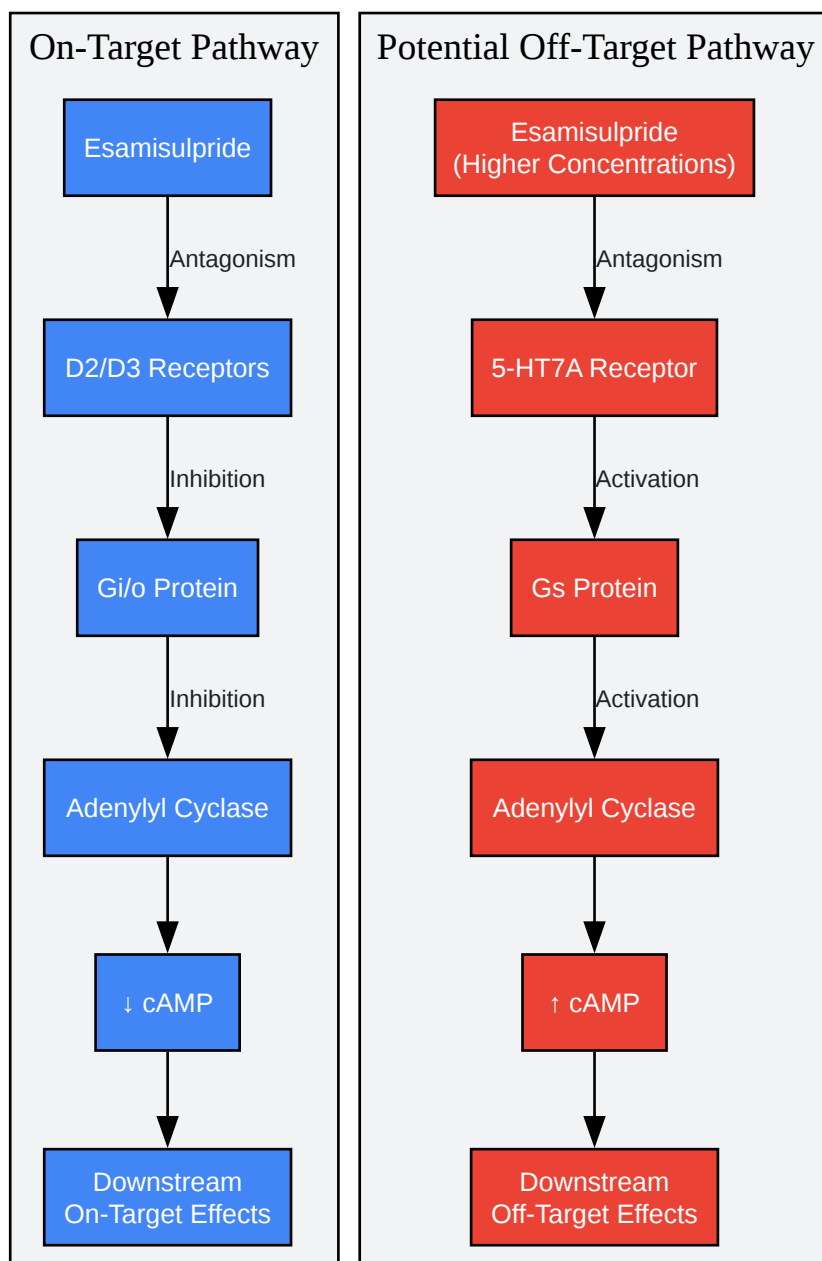 On-Target Pathway
Esamisulpride
Antagonism
D2/D3 Receptors
Inhibition
Gi/o Protein
Inhibition
Adenylyl Cyclase
↓ cAMP
Downstream
On-Target Effects
Potential Off-Target Pathway
Esamisulpride
(Higher Concentrations)
Antagonism
5-HT7A Receptor
Activation
Gs Protein
Activation
Adenylyl Cyclase
↑ cAMP
Downstream
Off-Target Effects